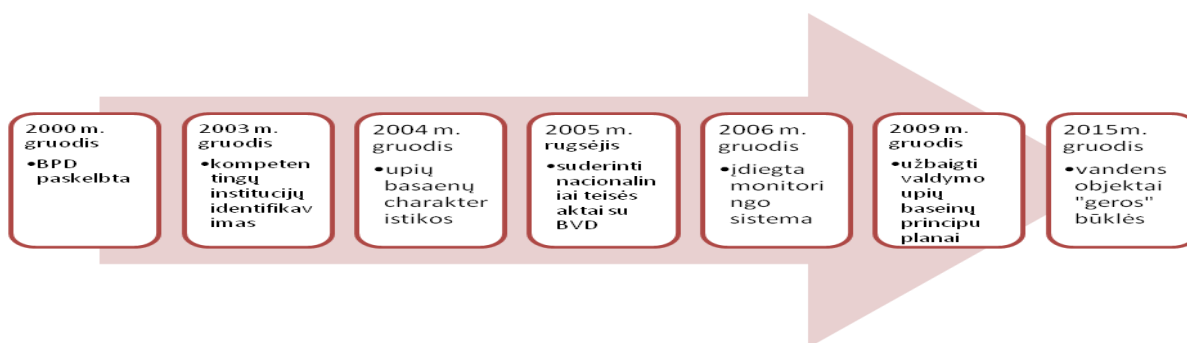 2000 m.
gruodis
•BPD
paskelbta
2003 m.
gruodis
•kompeten
tingų
institucijų
identifikav
imas
2004 m.
gruodis
•upių
basaenų
charakter
istikos
2005 m.
rugsėjis
•suderinti
nacionalin
iai teisės
aktai su
BVD
2006 m.
gruodis
•įdiegta
monitori
ngo
sistema
2009 m.
gruodis
•užbaigti
valdymo
upių
baseinų
principu
planai
2015m.
gruodis
•vandens
objektai
"geros"
būklės